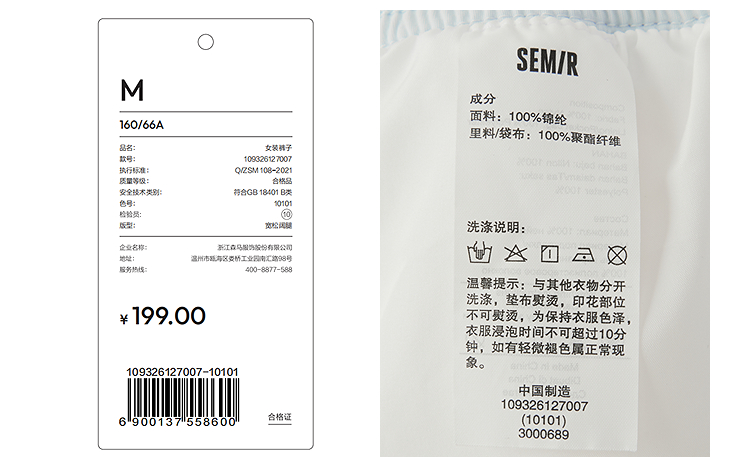 M
160/66A
品名: 女装裤子
款号: 109326127007
执行标准: Q/ZSM 108-2021
质量等级: 合格品
安全技术类别: 符合GB 18401 B类
色号: 10101
检验员: 10
版型: 宽松阔腿
企业名称: 浙江森马服饰股份有限公司
地址: 温州市瓯海区娄桥工业园南汇路98号
服务热线: 400-8877-588
¥ 199.00
109326127007-10101
6 900137 558600
合格证
SEMIR
成分
面料: 100%锦纶
里料/袋布: 100%聚酯纤维
洗涤说明:
温馨提示: 与其他衣物分开
洗涤, 垫布熨烫, 印花部位
不可熨烫, 为保持衣服色泽,
衣服浸泡时间不可超过10分
钟, 如有轻微褪色属正常现
象。
中国制造
109326127007
(10101)
3000689